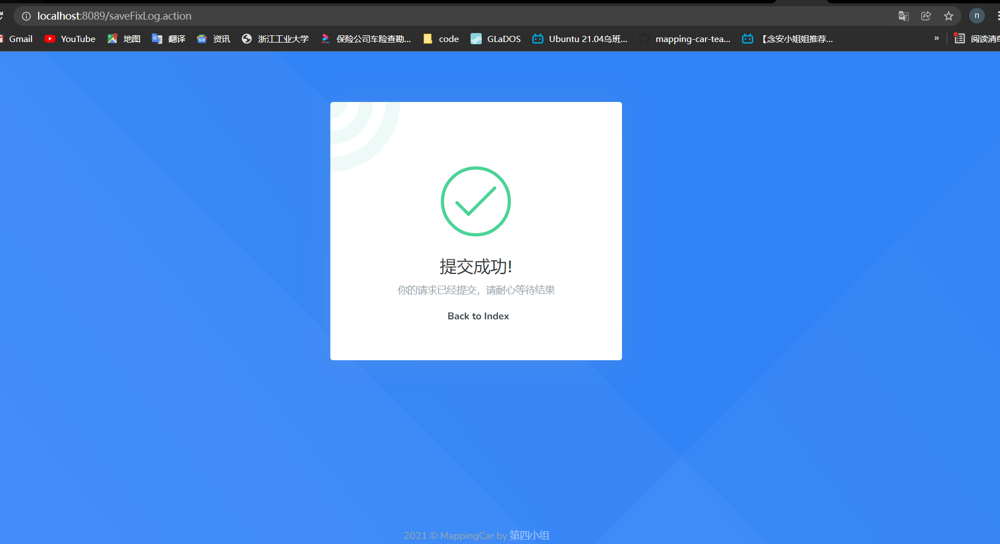 localhost:8089/saveFixLog.action
n
Gmail YouTube 地图 翻译 资讯 浙江工业大学 保险公司车险查勘... code GLaDOS Ubuntu 21.04乌班... mapping-car-tea... 【念安小姐姐推荐... » 阅读清单
提交成功!
你的请求已经提交，请耐心等待结果
Back to Index
2021 © MappingCar by 第四小组